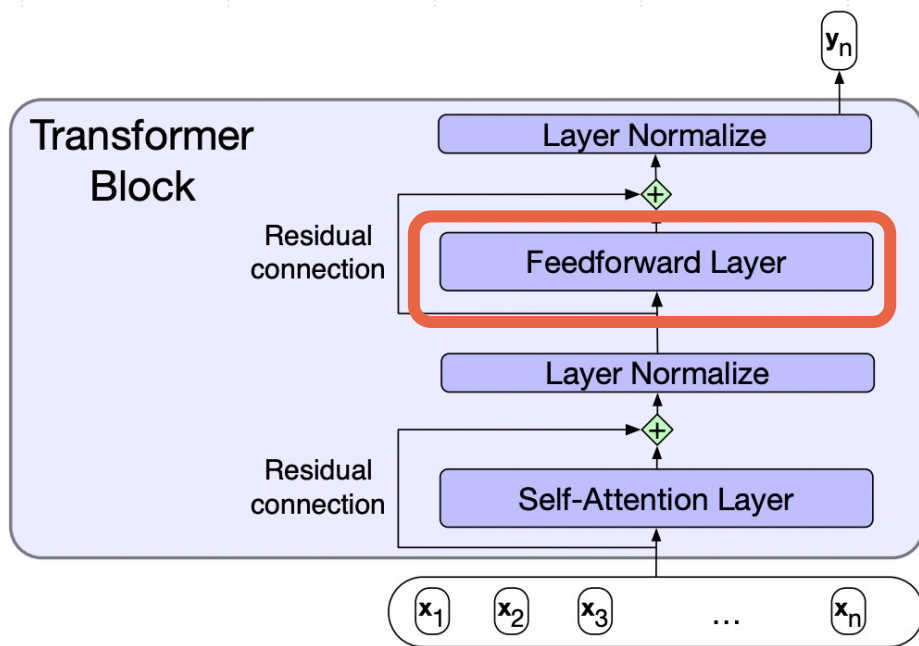 yn
Transformer
Block
Layer Normalize
+
Residual
connection
Feedforward Layer
Layer Normalize
+
Residual
connection
Self-Attention Layer
x1 x2 x3 ... xn